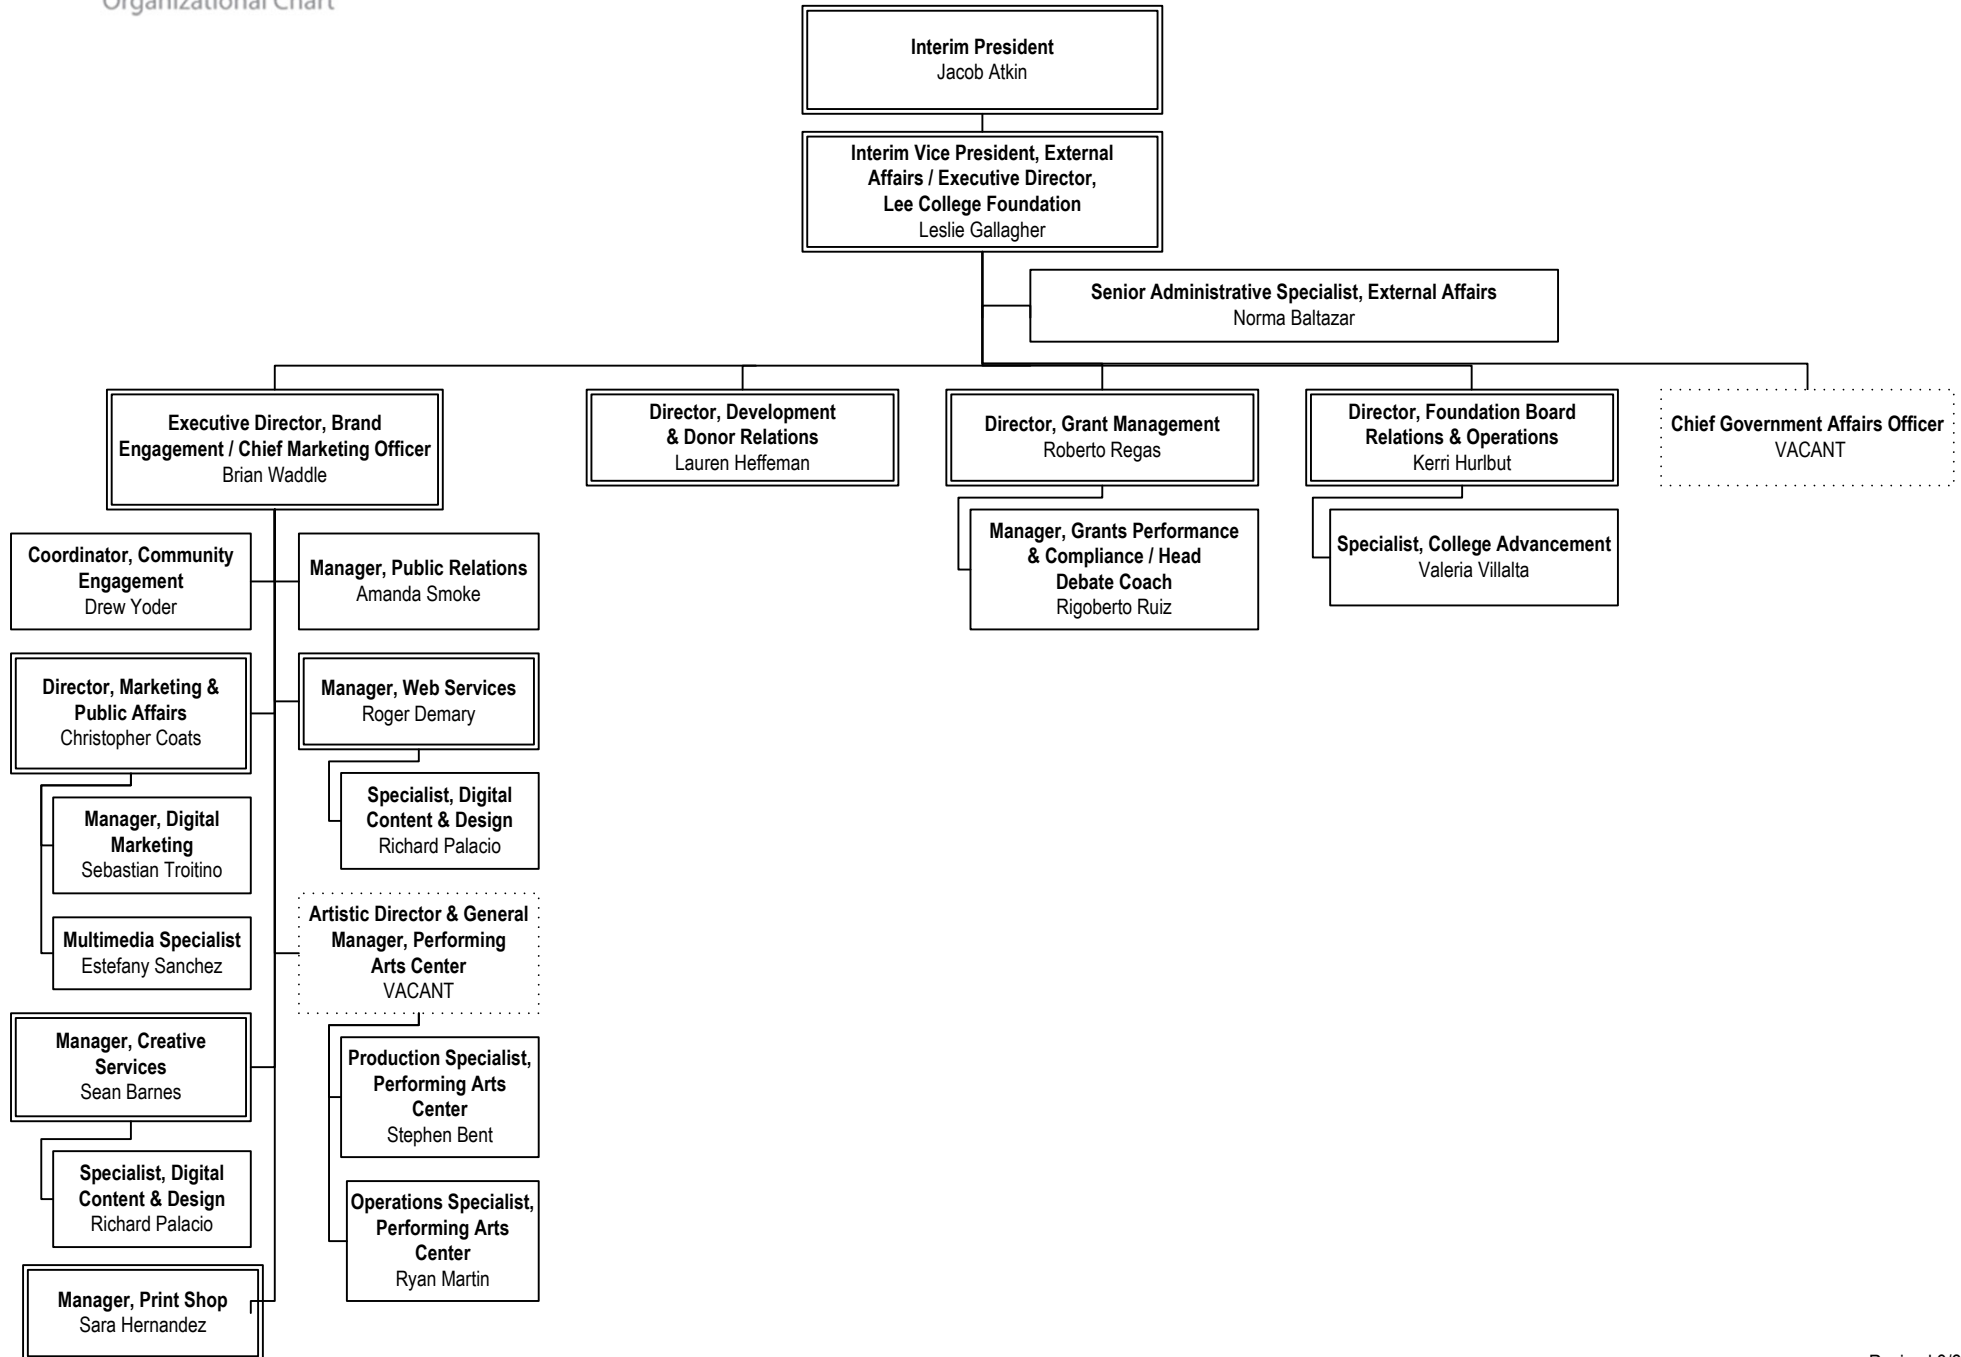 Organizational Chart
Interim President
Jacob Atkin
Interim Vice President, External
Affairs / Executive Director,
Lee College Foundation
Leslie Gallagher
Senior Administrative Specialist, External Affairs
Norma Baltazar
Executive Director, Brand
Engagement / Chief Marketing Officer
Brian Waddle
Director, Development
& Donor Relations
Lauren Heffeman
Director, Grant Management
Roberto Regas
Director, Foundation Board
Relations & Operations
Kerri Hurlbut
Chief Government Affairs Officer
VACANT
Coordinator, Community
Engagement
Drew Yoder
Manager, Public Relations
Amanda Smoke
Manager, Grants Performance
& Compliance / Head
Debate Coach
Rigoberto Ruiz
Specialist, College Advancement
Valeria Villalta
Director, Marketing &
Public Affairs
Christopher Coats
Manager, Web Services
Roger Demary
Manager, Digital
Marketing
Sebastian Troitino
Specialist, Digital
Content & Design
Richard Palacio
Multimedia Specialist
Estefany Sanchez
Artistic Director & General
Manager, Performing
Arts Center
VACANT
Manager, Creative
Services
Sean Barnes
Production Specialist,
Performing Arts
Center
Stephen Bent
Specialist, Digital
Content & Design
Richard Palacio
Operations Specialist,
Performing Arts
Center
Ryan Martin
Manager, Print Shop
Sara Hernandez